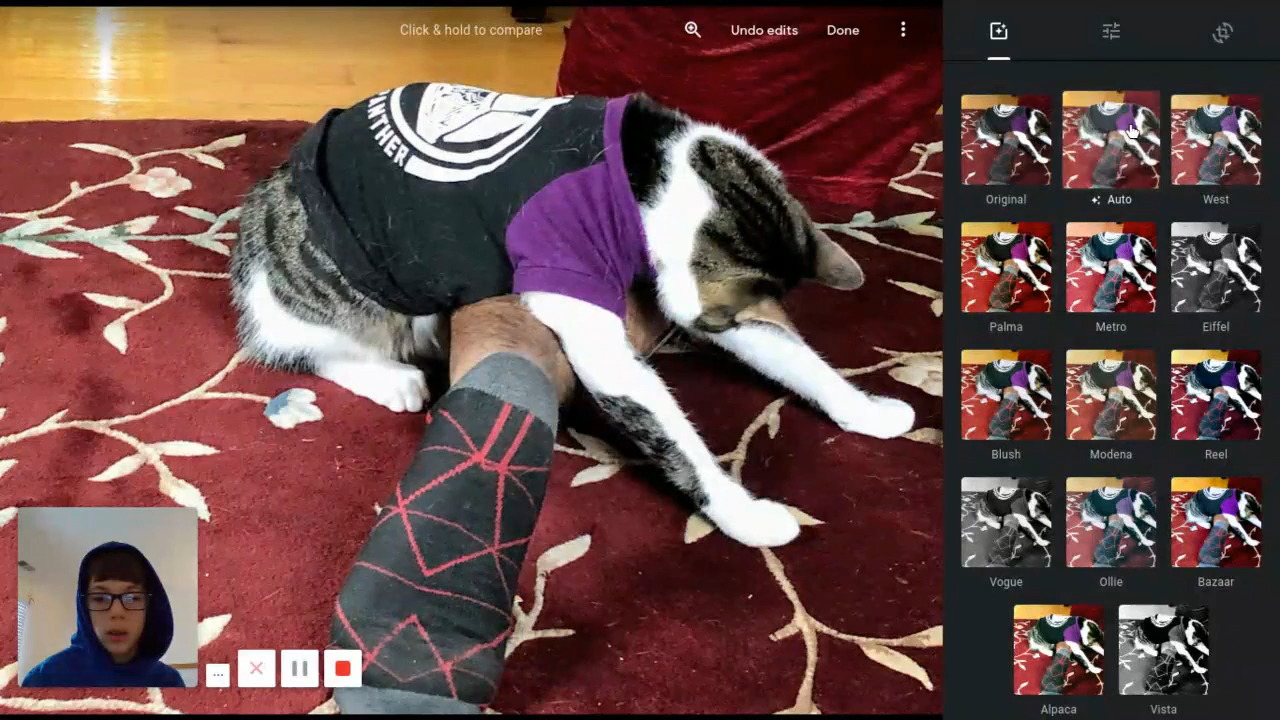 Click & hold to compare
Undo edits
Done
ANTHER
Original
Auto
West
Palma
Metro
Eiffel
Blush
Modena
Reel
Vogue
Ollie
Bazaar
Alpaca
Vista